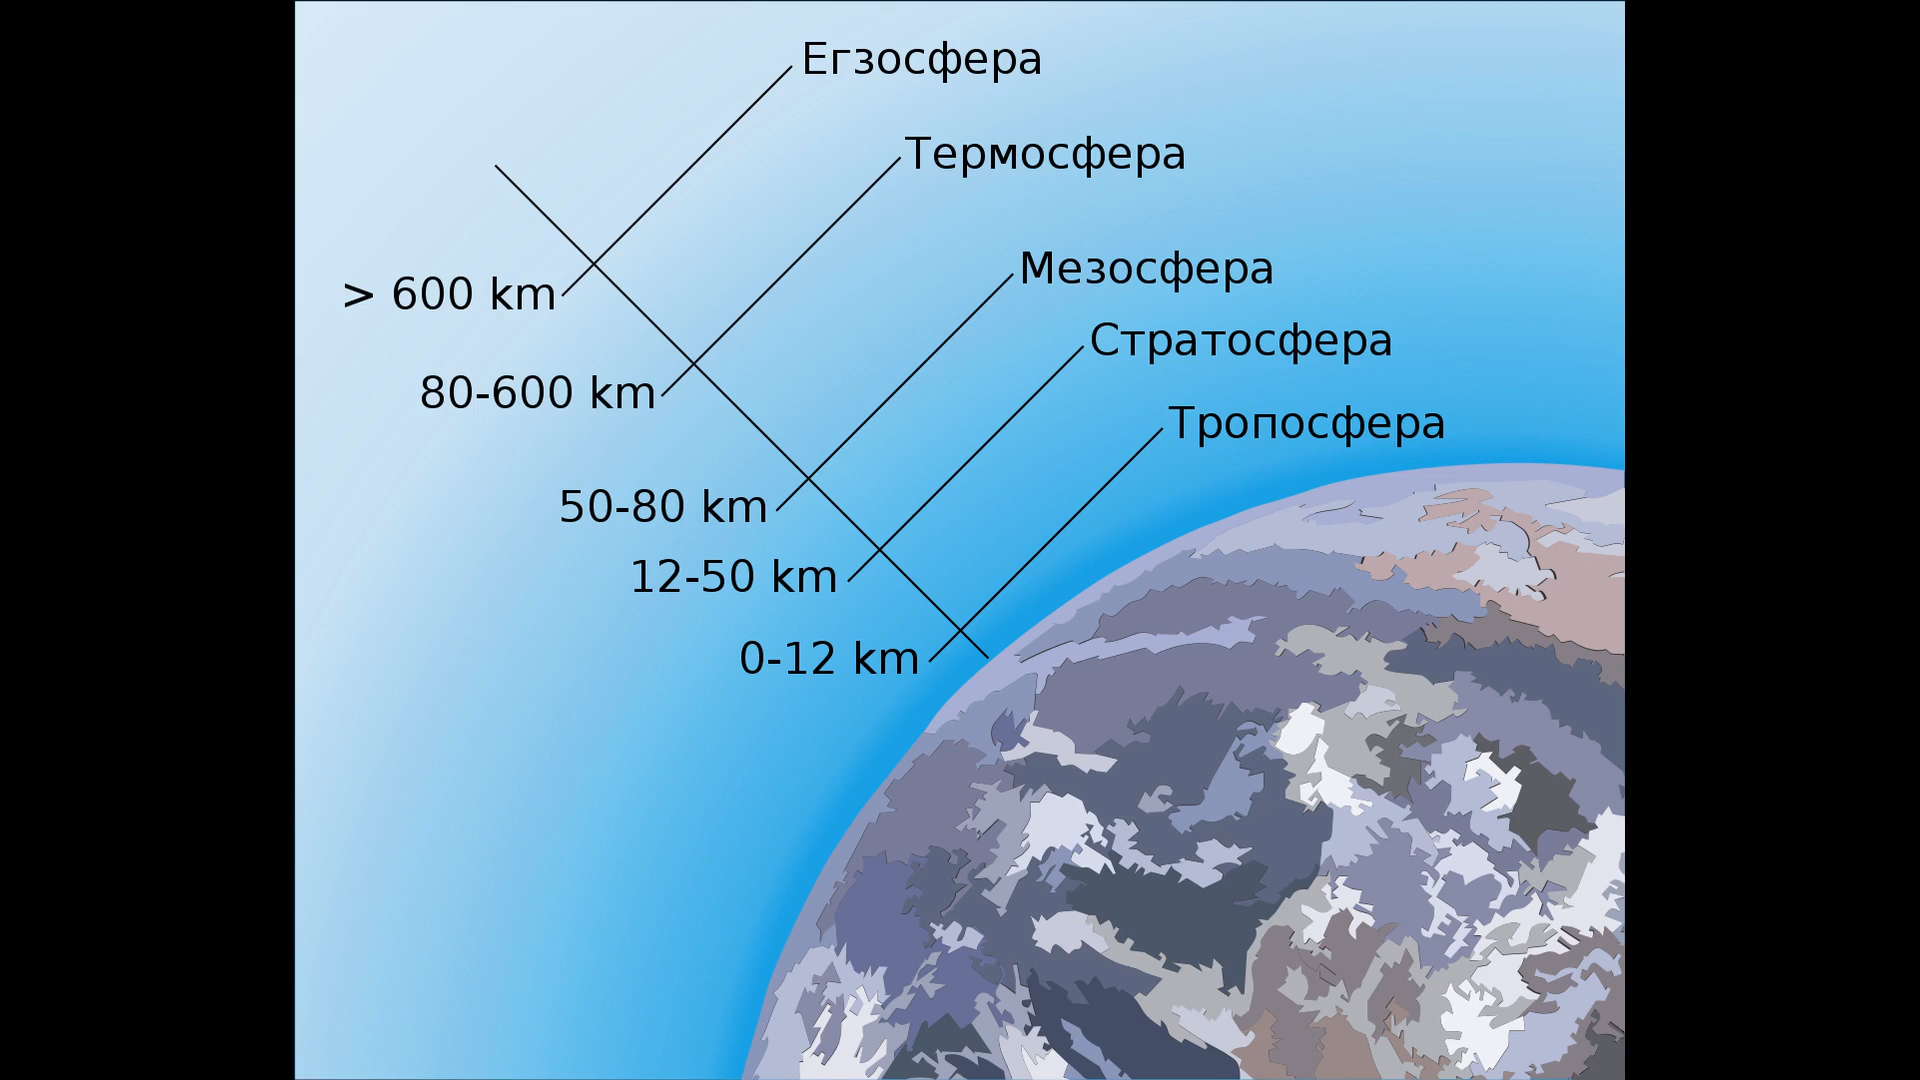 Егзосфера
Термосфера
Мезосфера
Стратосфера
Тропосфера
> 600 km
80-600 km
50-80 km
12-50 km
0-12 km